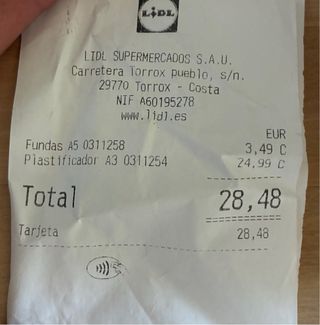 LIDL
LIDL SUPERMERCADOS S.A.U.
Carretera Torrox pueblo, s/n.
29770 Torrox - Costa
NIF A60195278
www.lidl.es
EUR
Fundas A5 0311258 3,49 C
Plastificador A3 0311254 24,99 C
Total 28,48
Tarjeta 28,48